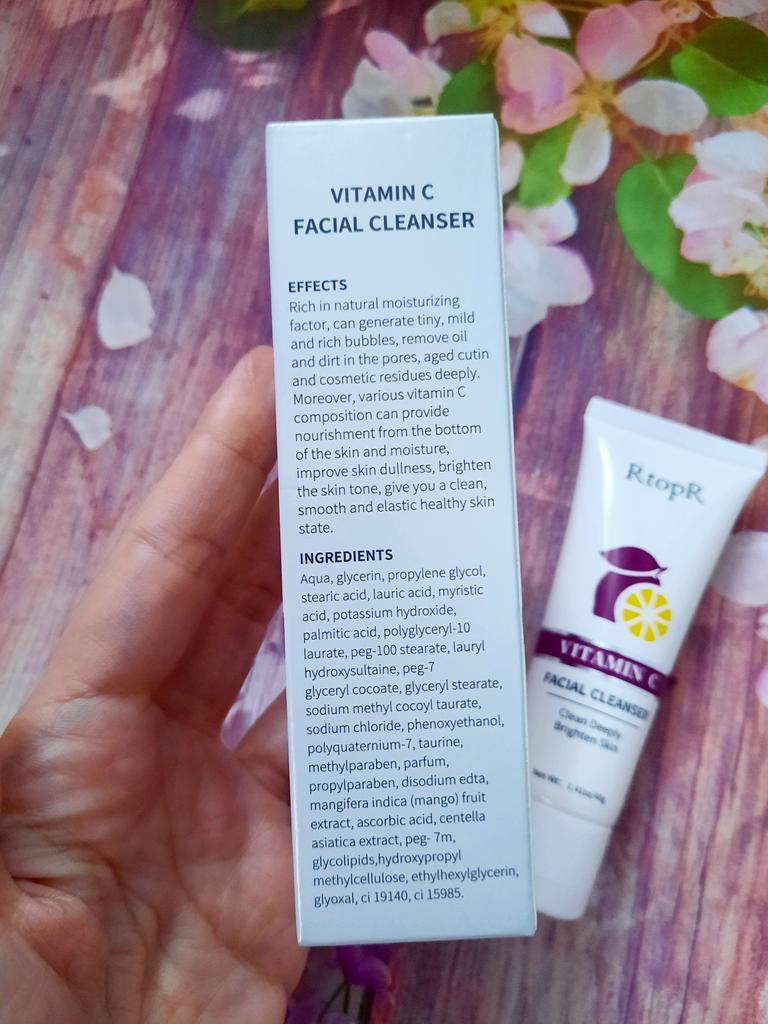 VITAMIN C
FACIAL CLEANSER
EFFECTS
Rich in natural moisturizing
factor, can generate tiny, mild
and rich bubbles, remove oil
and dirt in the pores, aged cutin
and cosmetic residues deeply.
Moreover, various vitamin C
composition can provide
nourishment from the bottom
of the skin and moisture,
improve skin dullness, brighten
the skin tone, give you a clean,
smooth and elastic healthy skin
state.
INGREDIENTS
Aqua, glycerin, propylene glycol,
stearic acid, lauric acid, myristic
acid, potassium hydroxide,
palmitic acid, polyglyceryl-10
laurate, peg-100 stearate, lauryl
hydroxysultaine, peg-7
glyceryl cocoate, glyceryl stearate,
sodium methyl cocoyl taurate,
sodium chloride, phenoxyethanol,
polyquaternium-7, taurine,
methylparaben, parfum,
propylparaben, disodium edta,
mangifera indica (mango) fruit
extract, ascorbic acid, centella
asiatica extract, peg- 7m,
glycolipids,hydroxypropyl
methylcellulose, ethylhexylglycerin,
glyoxal, ci 19140, ci 15985.
RtopR
VITAMIN C
FACIAL CLEANSER
Clean Deeply
Brighten Skin
Net Wt: 1.41oz/40g